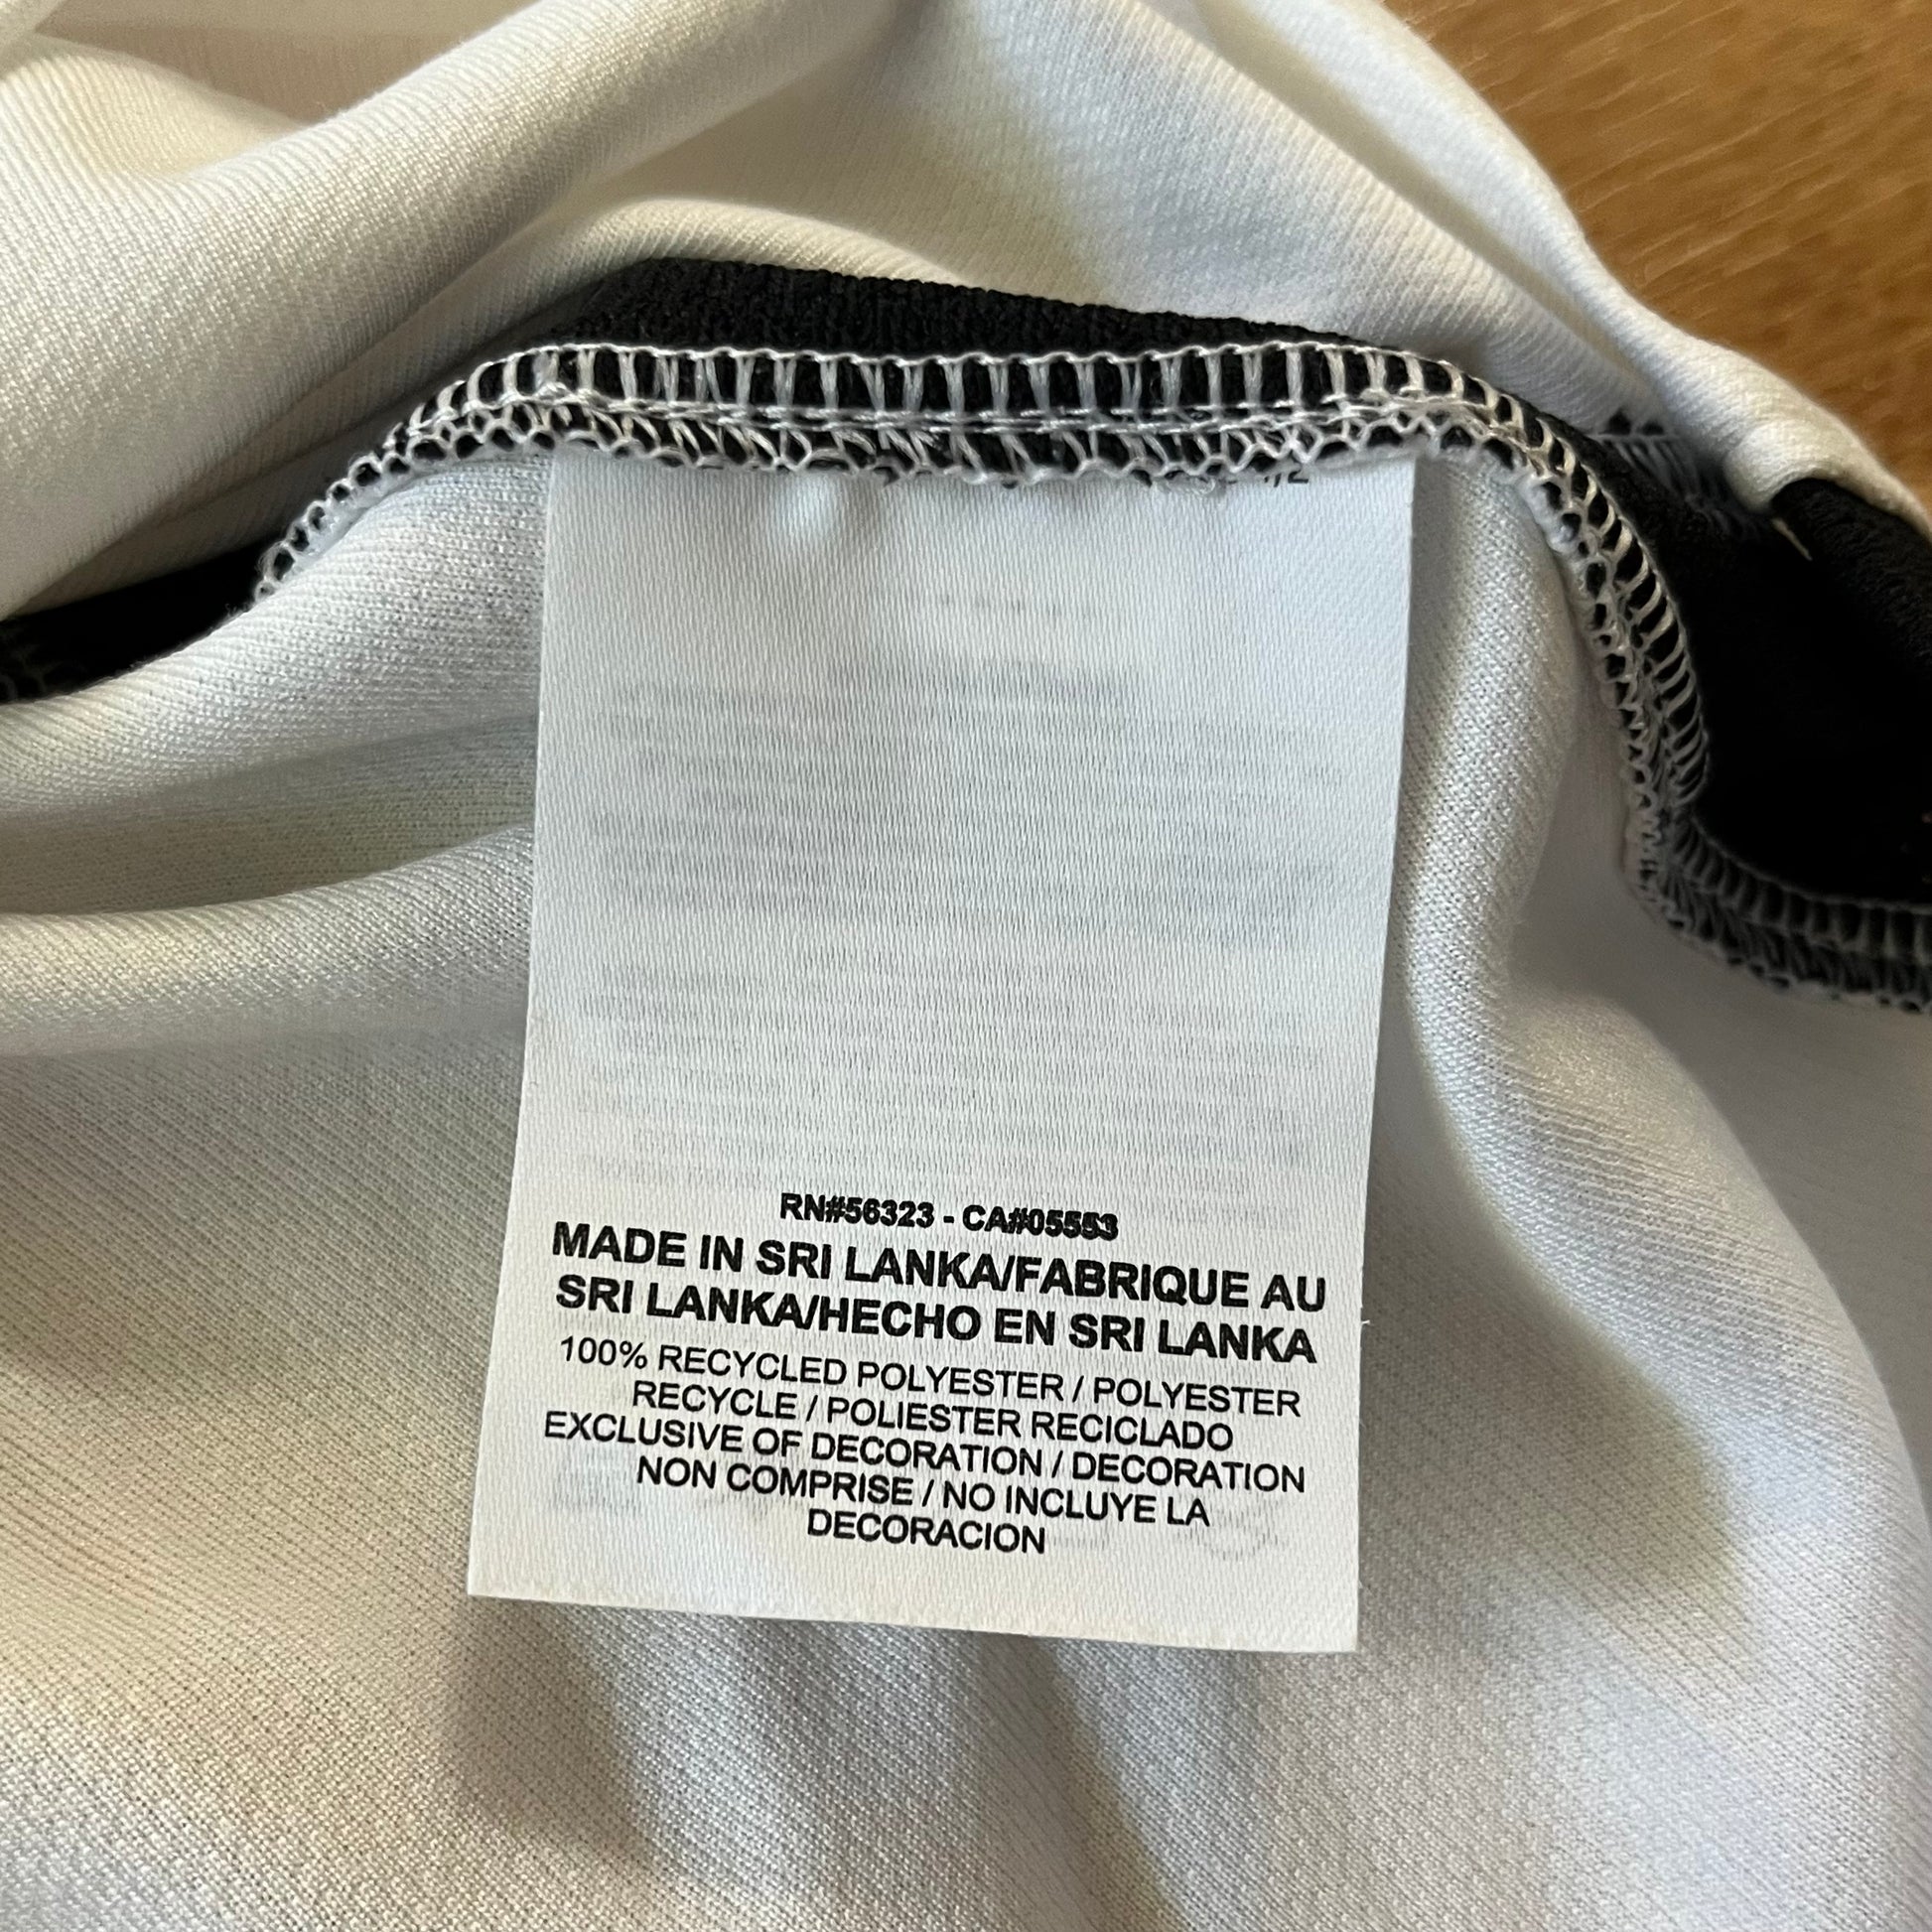 RN#56323 - CA#05553
MADE IN SRI LANKA/FABRIQUE AU
SRI LANKA/HECHO EN SRI LANKA
100% RECYCLED POLYESTER / POLYESTER
RECYCLE / POLIESTER RECICLADO
EXCLUSIVE OF DECORATION / DECORATION
NON COMPRISE / NO INCLUYE LA
DECORACION